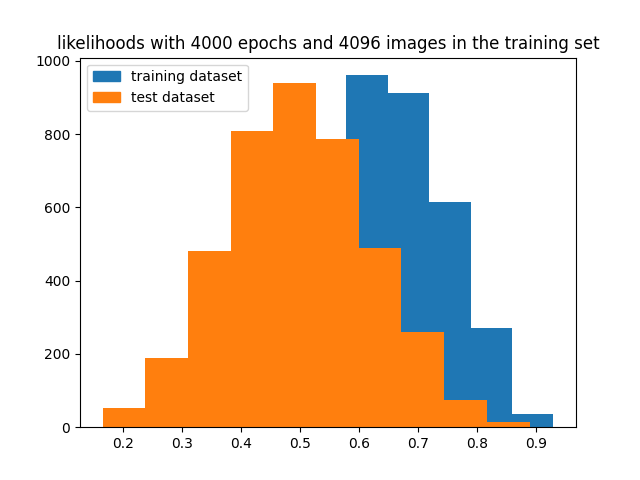 likelihoods with 4000 epochs and 4096 images in the training set
training dataset
test dataset
1000
800
600
400
200
0
0.2 0.3 0.4 0.5 0.6 0.7 0.8 0.9